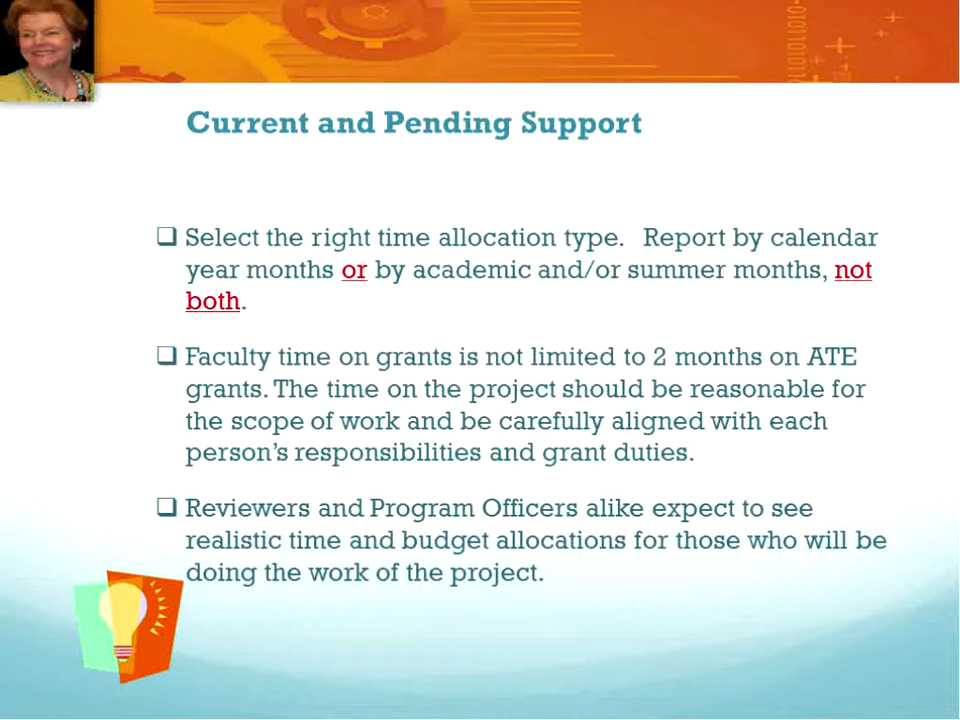 Current and Pending Support
Select the right time allocation type. Report by calendar
year months or by academic and/or summer months, not
both.
Faculty time on grants is not limited to 2 months on ATE
grants. The time on the project should be reasonable for
the scope of work and be carefully aligned with each
person's responsibilities and grant duties.
Reviewers and Program Officers alike expect to see
realistic time and budget allocations for those who will be
doing the work of the project.